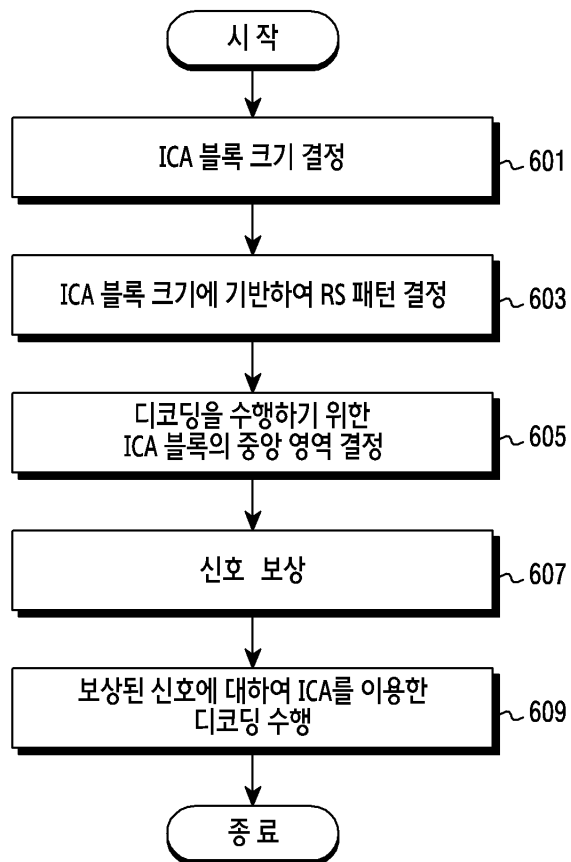 시 작
ICA 블록 크기 결정
601
ICA 블록 크기에 기반하여 RS 패턴 결정
603
디코딩을 수행하기 위한
ICA 블록의 중앙 영역 결정
605
신호 보상
607
보상된 신호에 대하여 ICA를 이용한
디코딩 수행
609
종 료